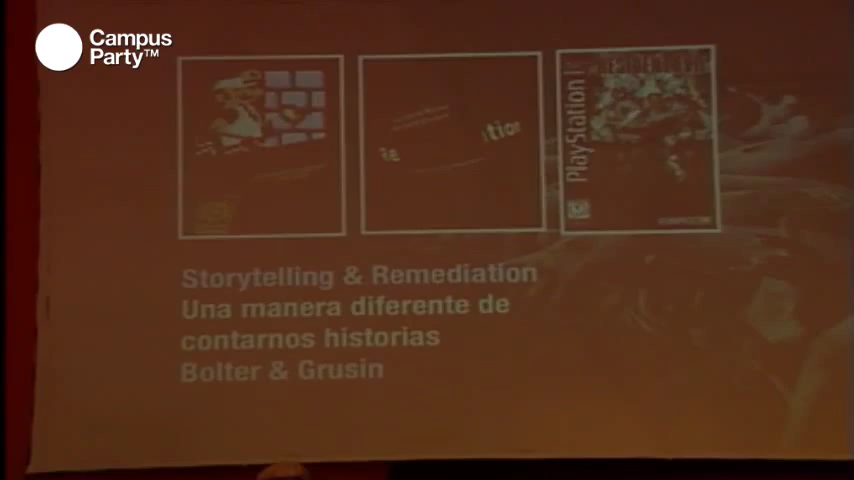 Campus
Party™
PlayStation
Storytelling & Remediation
Una manera diferente de
contarnos historias
Bolter & Grusin